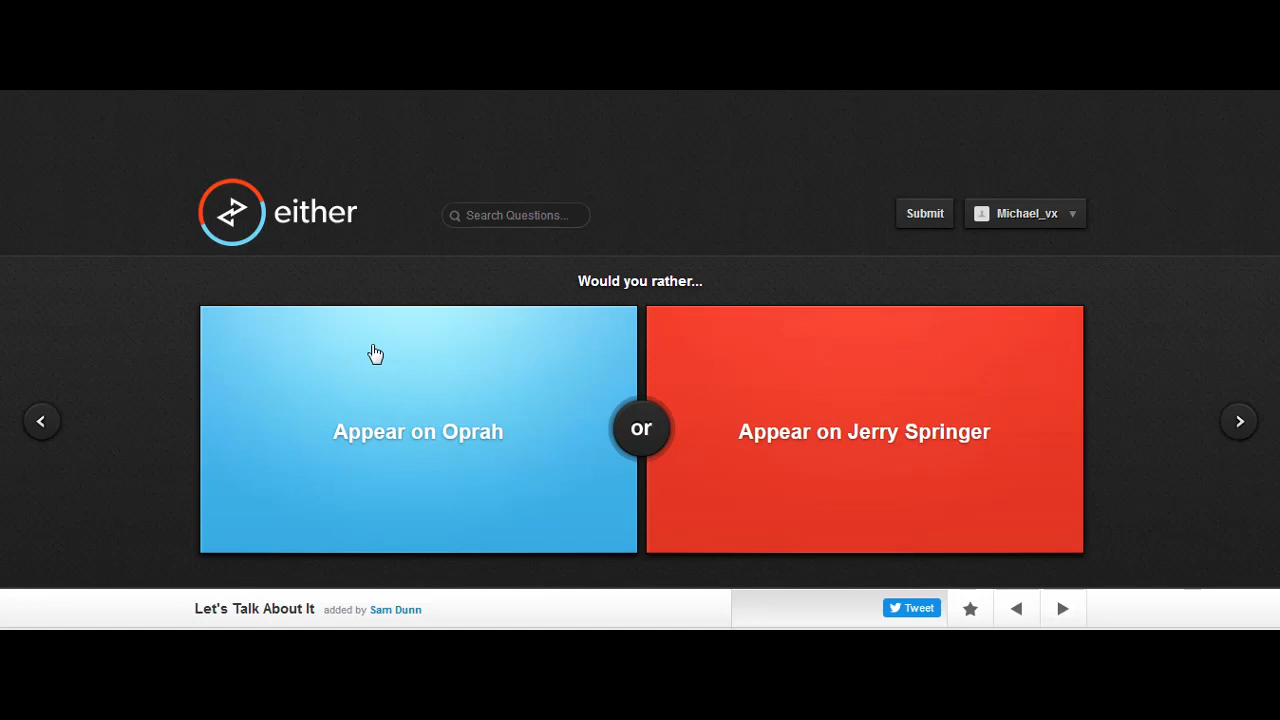 either
Search Questions...
Submit
Michael_vx
Would you rather...
Appear on Oprah
or
Appear on Jerry Springer
Let's Talk About It added by Sam Dunn
Tweet